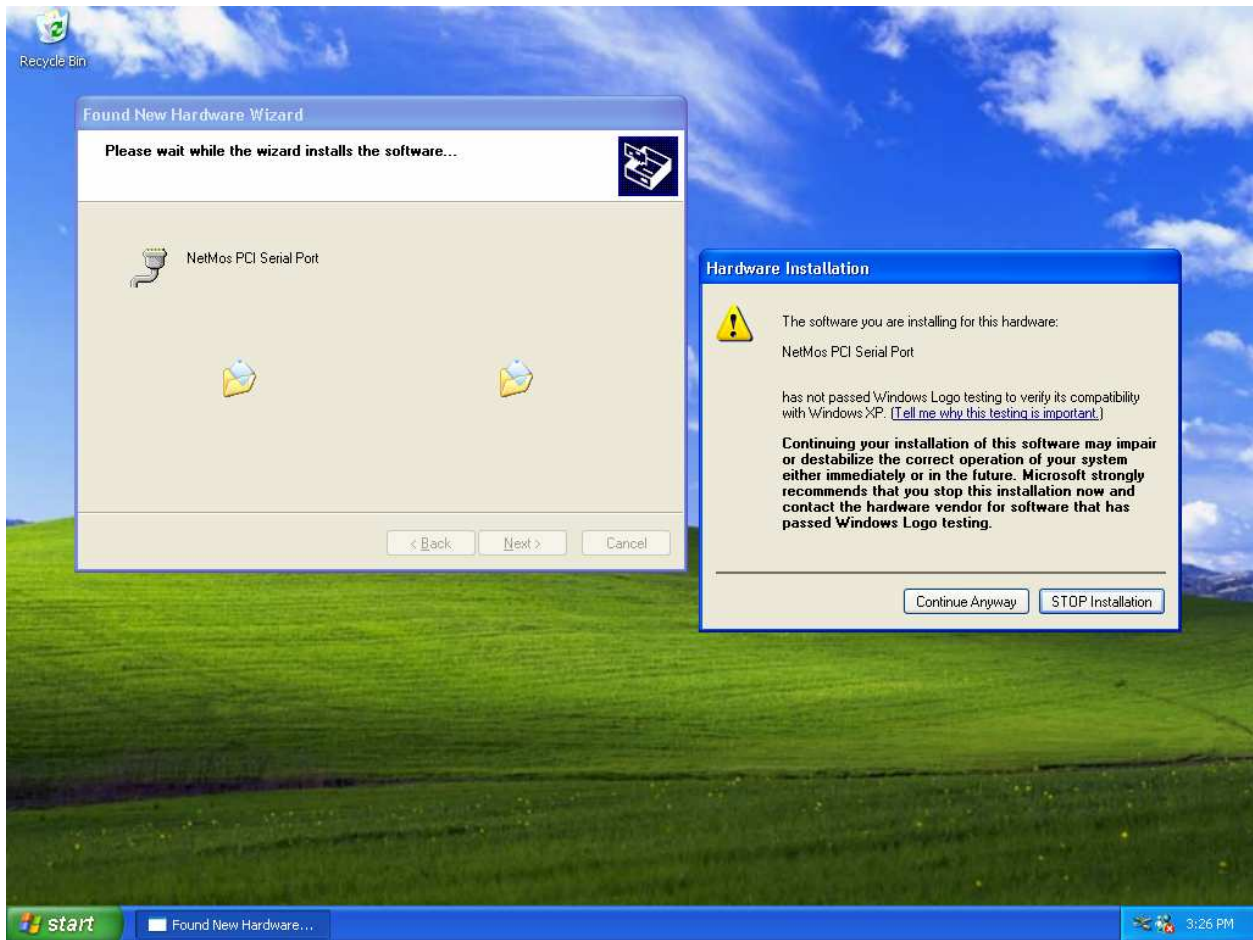 Recycle Bin
Found New Hardware Wizard
Please wait while the wizard installs the software...
NetMos PCI Serial Port
< Back
Next >
Cancel
Hardware Installation
The software you are installing for this hardware:
NetMos PCI Serial Port
has not passed Windows Logo testing to verify its compatibility
with Windows XP. (Tell me why this testing is important.)
Continuing your installation of this software may impair
or destabilize the correct operation of your system
either immediately or in the future. Microsoft strongly
recommends that you stop this installation now and
contact the hardware vendor for software that has
passed Windows Logo testing.
Continue Anyway
STOP Installation
start
Found New Hardware...
3:26 PM